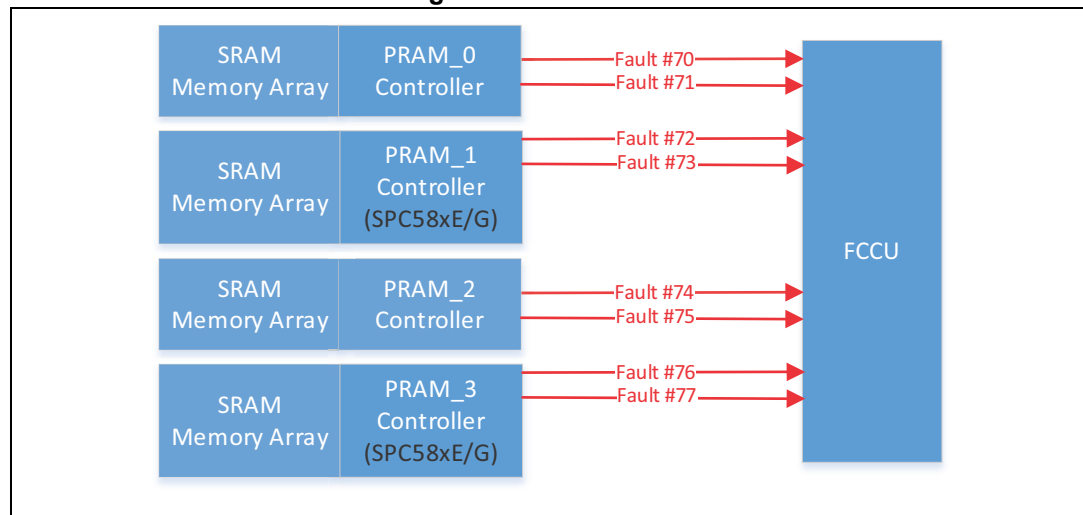 SRAM
Memory Array
PRAM_0
Controller
Fault #70
Fault #71
SRAM
Memory Array
PRAM_1
Controller
(SPC58xE/G)
Fault #72
Fault #73
FCCU
SRAM
Memory Array
PRAM_2
Controller
Fault #74
Fault #75
SRAM
Memory Array
PRAM_3
Controller
(SPC58xE/G)
Fault #76
Fault #77